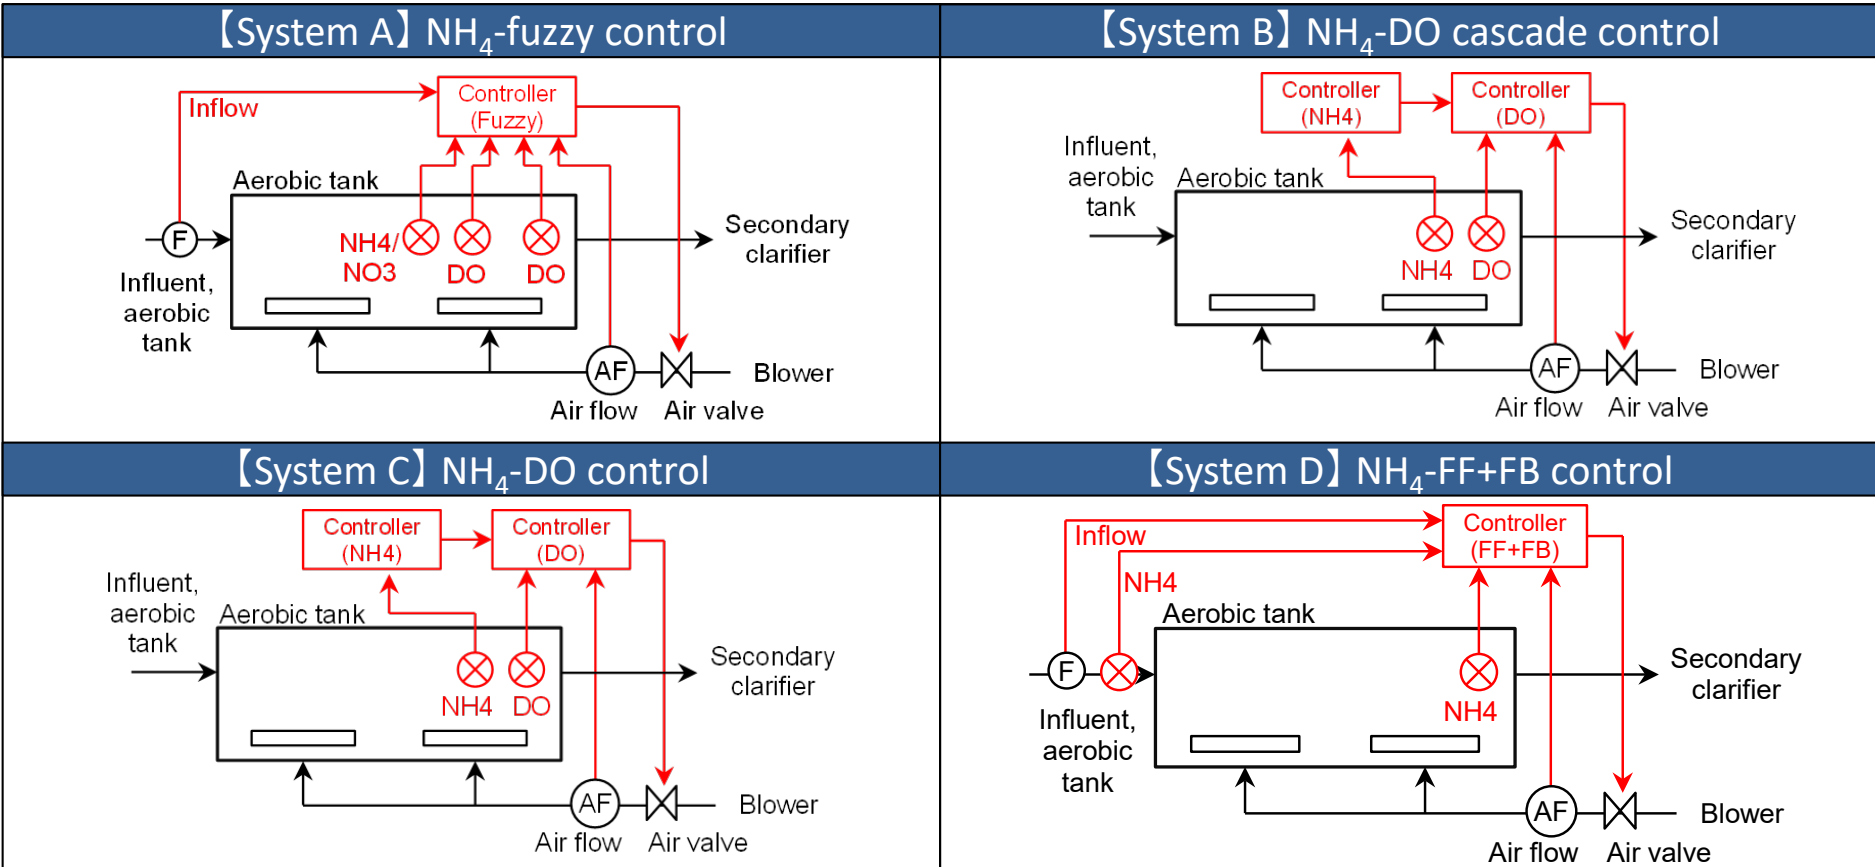 【System A】 NH4-fuzzy control
Inflow
Controller
(Fuzzy)
Aerobic tank
F
NH4/
NO3
DO
DO
Secondary
clarifier
Influent,
aerobic
tank
AF
Blower
Air flow
Air valve
【System B】 NH4-DO cascade control
Controller
(NH4)
Controller
(DO)
Influent,
aerobic
tank
Aerobic tank
NH4
DO
Secondary
clarifier
AF
Blower
Air flow
Air valve
【System C】 NH4-DO control
Controller
(NH4)
Controller
(DO)
Influent,
aerobic
tank
Aerobic tank
NH4
DO
Secondary
clarifier
AF
Blower
Air flow
Air valve
【System D】 NH4-FF+FB control
Inflow
NH4
Controller
(FF+FB)
Aerobic tank
F
NH4
Secondary
clarifier
Influent,
aerobic
tank
AF
Blower
Air flow
Air valve